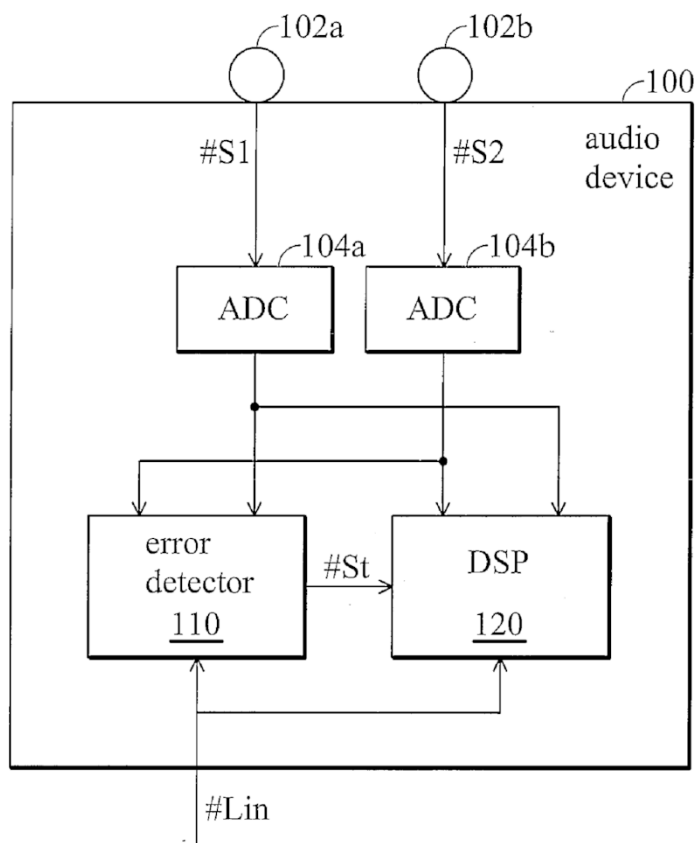 102a
102b
100
audio
device
#S1
#S2
104a
104b
ADC
ADC
error
detector
110
#St
DSP
120
#Lin